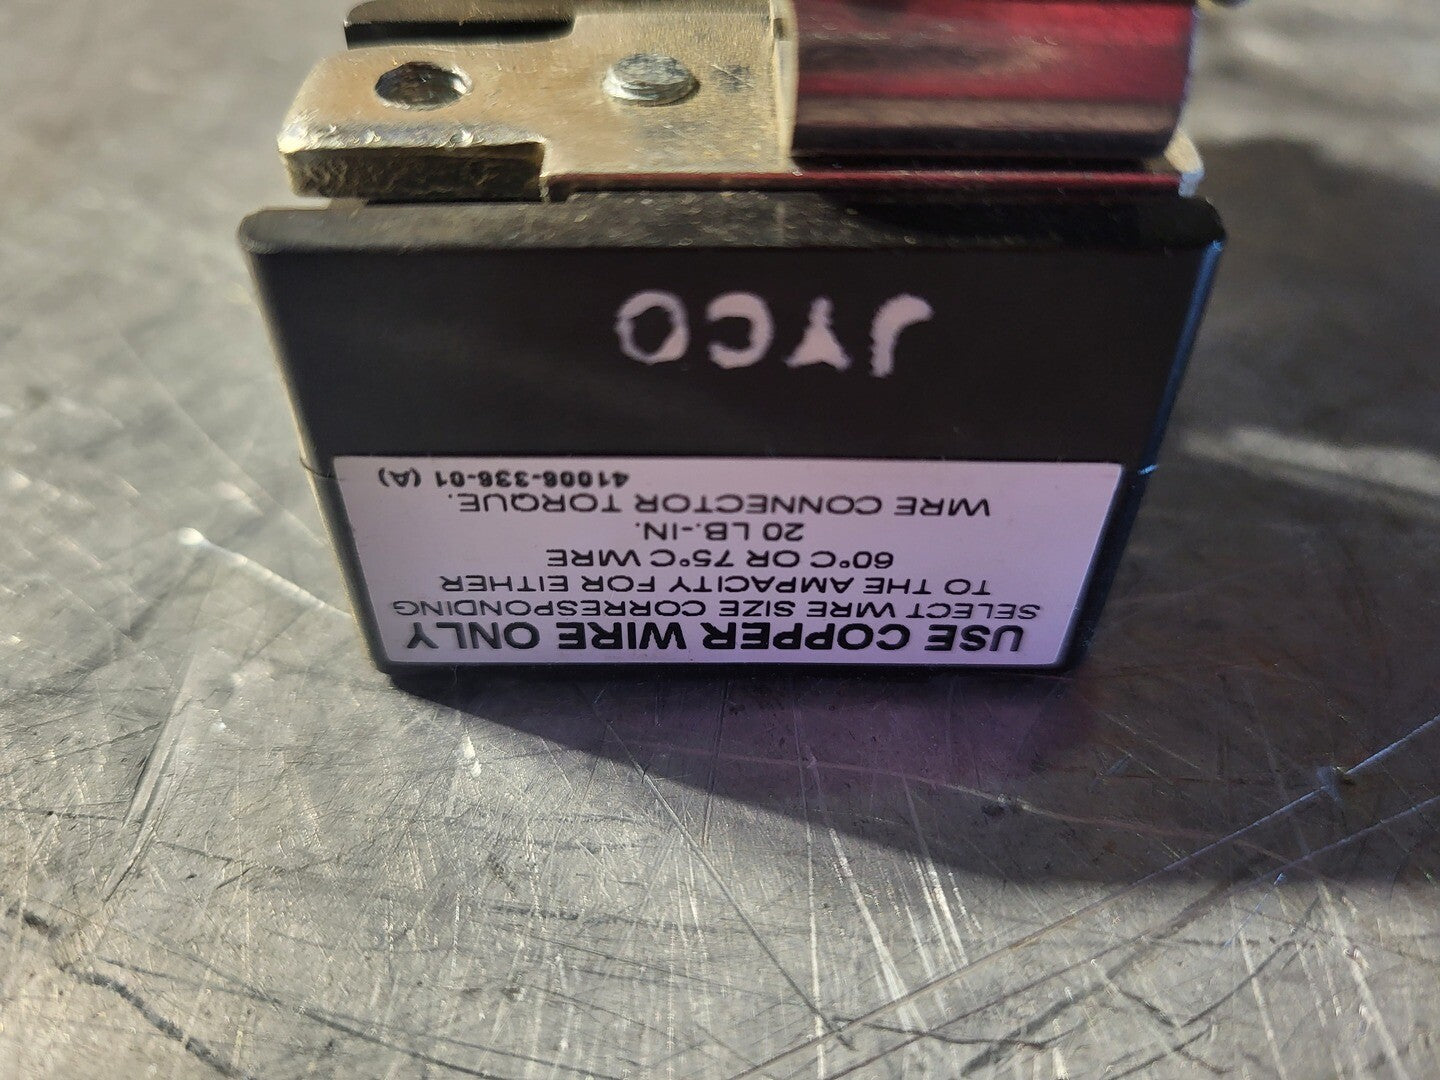 USE COPPER WIRE ONLY
SELECT WIRE SIZE CORRESPONDING
TO THE AMPACITY FOR EITHER
60°C OR 75°C WIRE
20 LB.-IN.
WIRE CONNECTOR TORQUE.
41006-336-01 (A)
JYCO